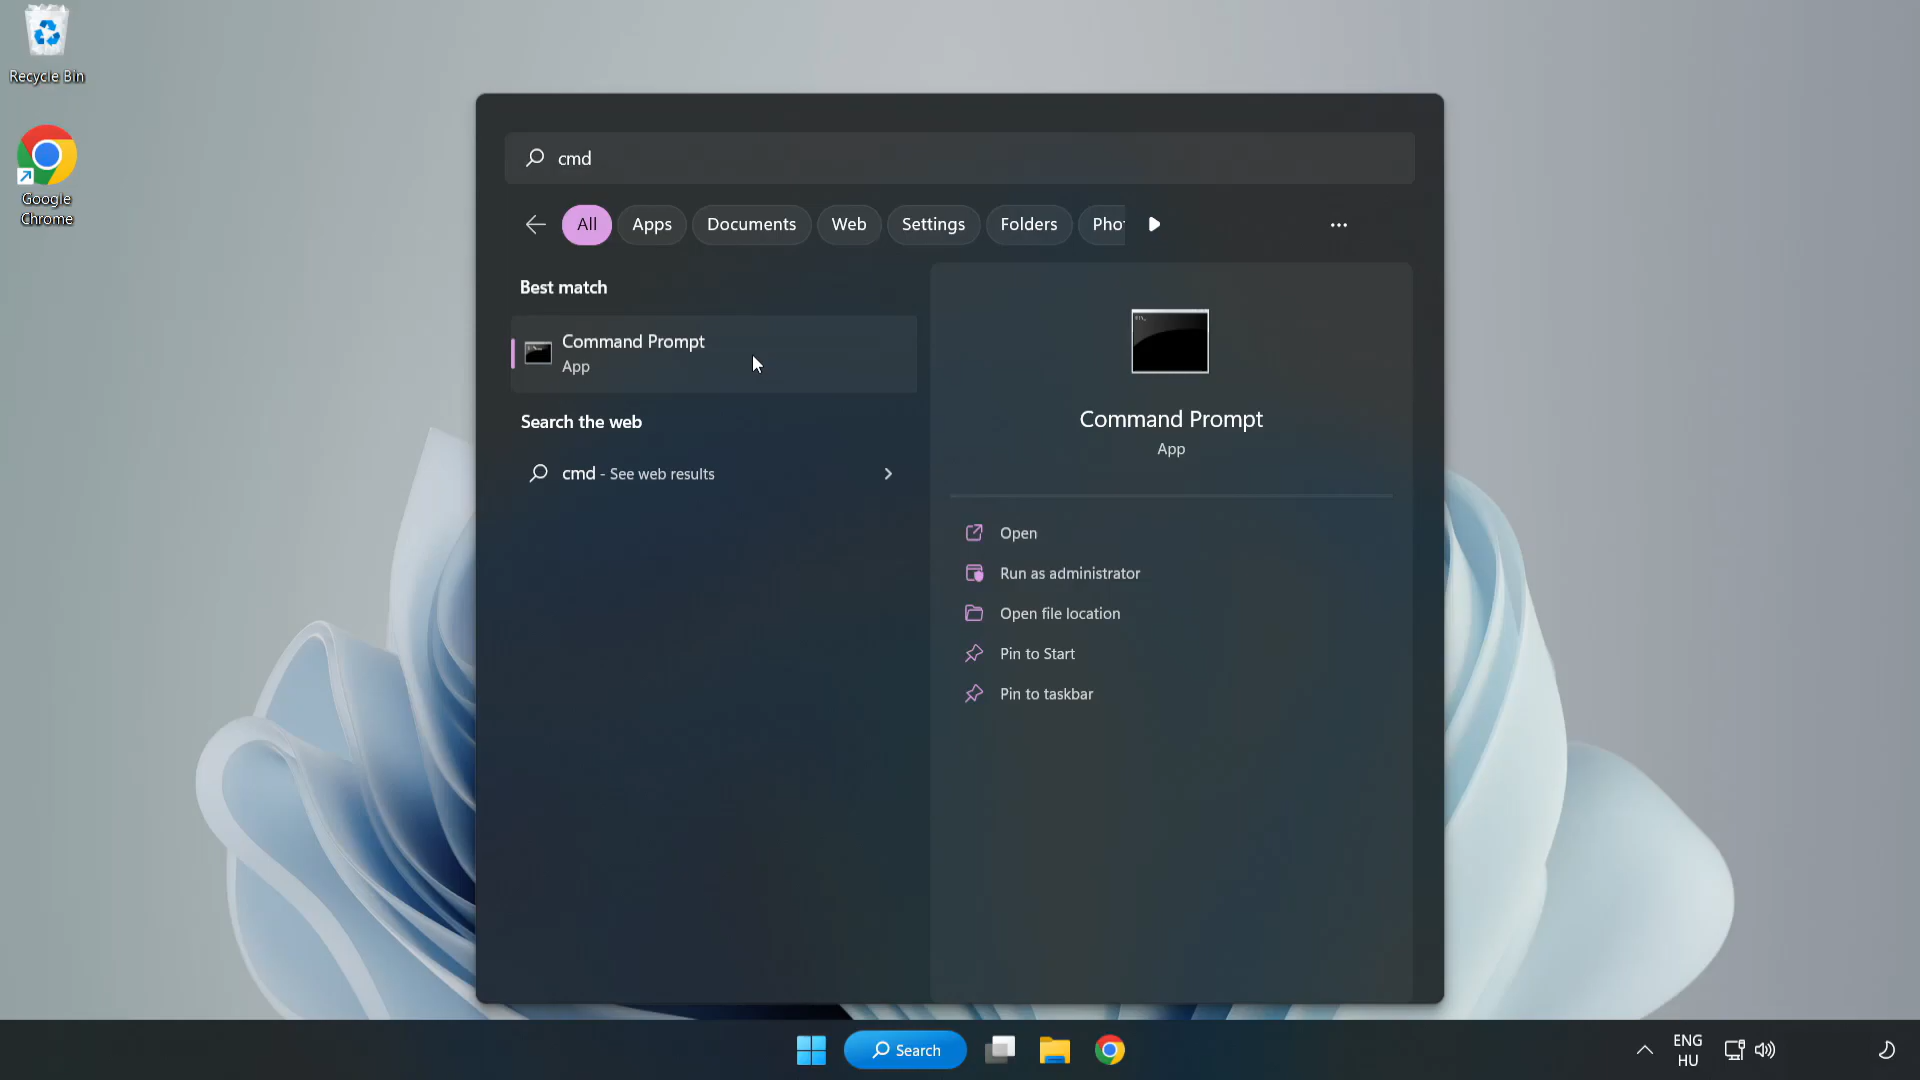 Recycle Bin
Google
Chrome
cmd
All
Apps
Documents
Web
Settings
Folders
Pho
Best match
Command Prompt
App
Search the web
cmd - See web results
Command Prompt
App
Open
Run as administrator
Open file location
Pin to Start
Pin to taskbar
Search
ENG
HU